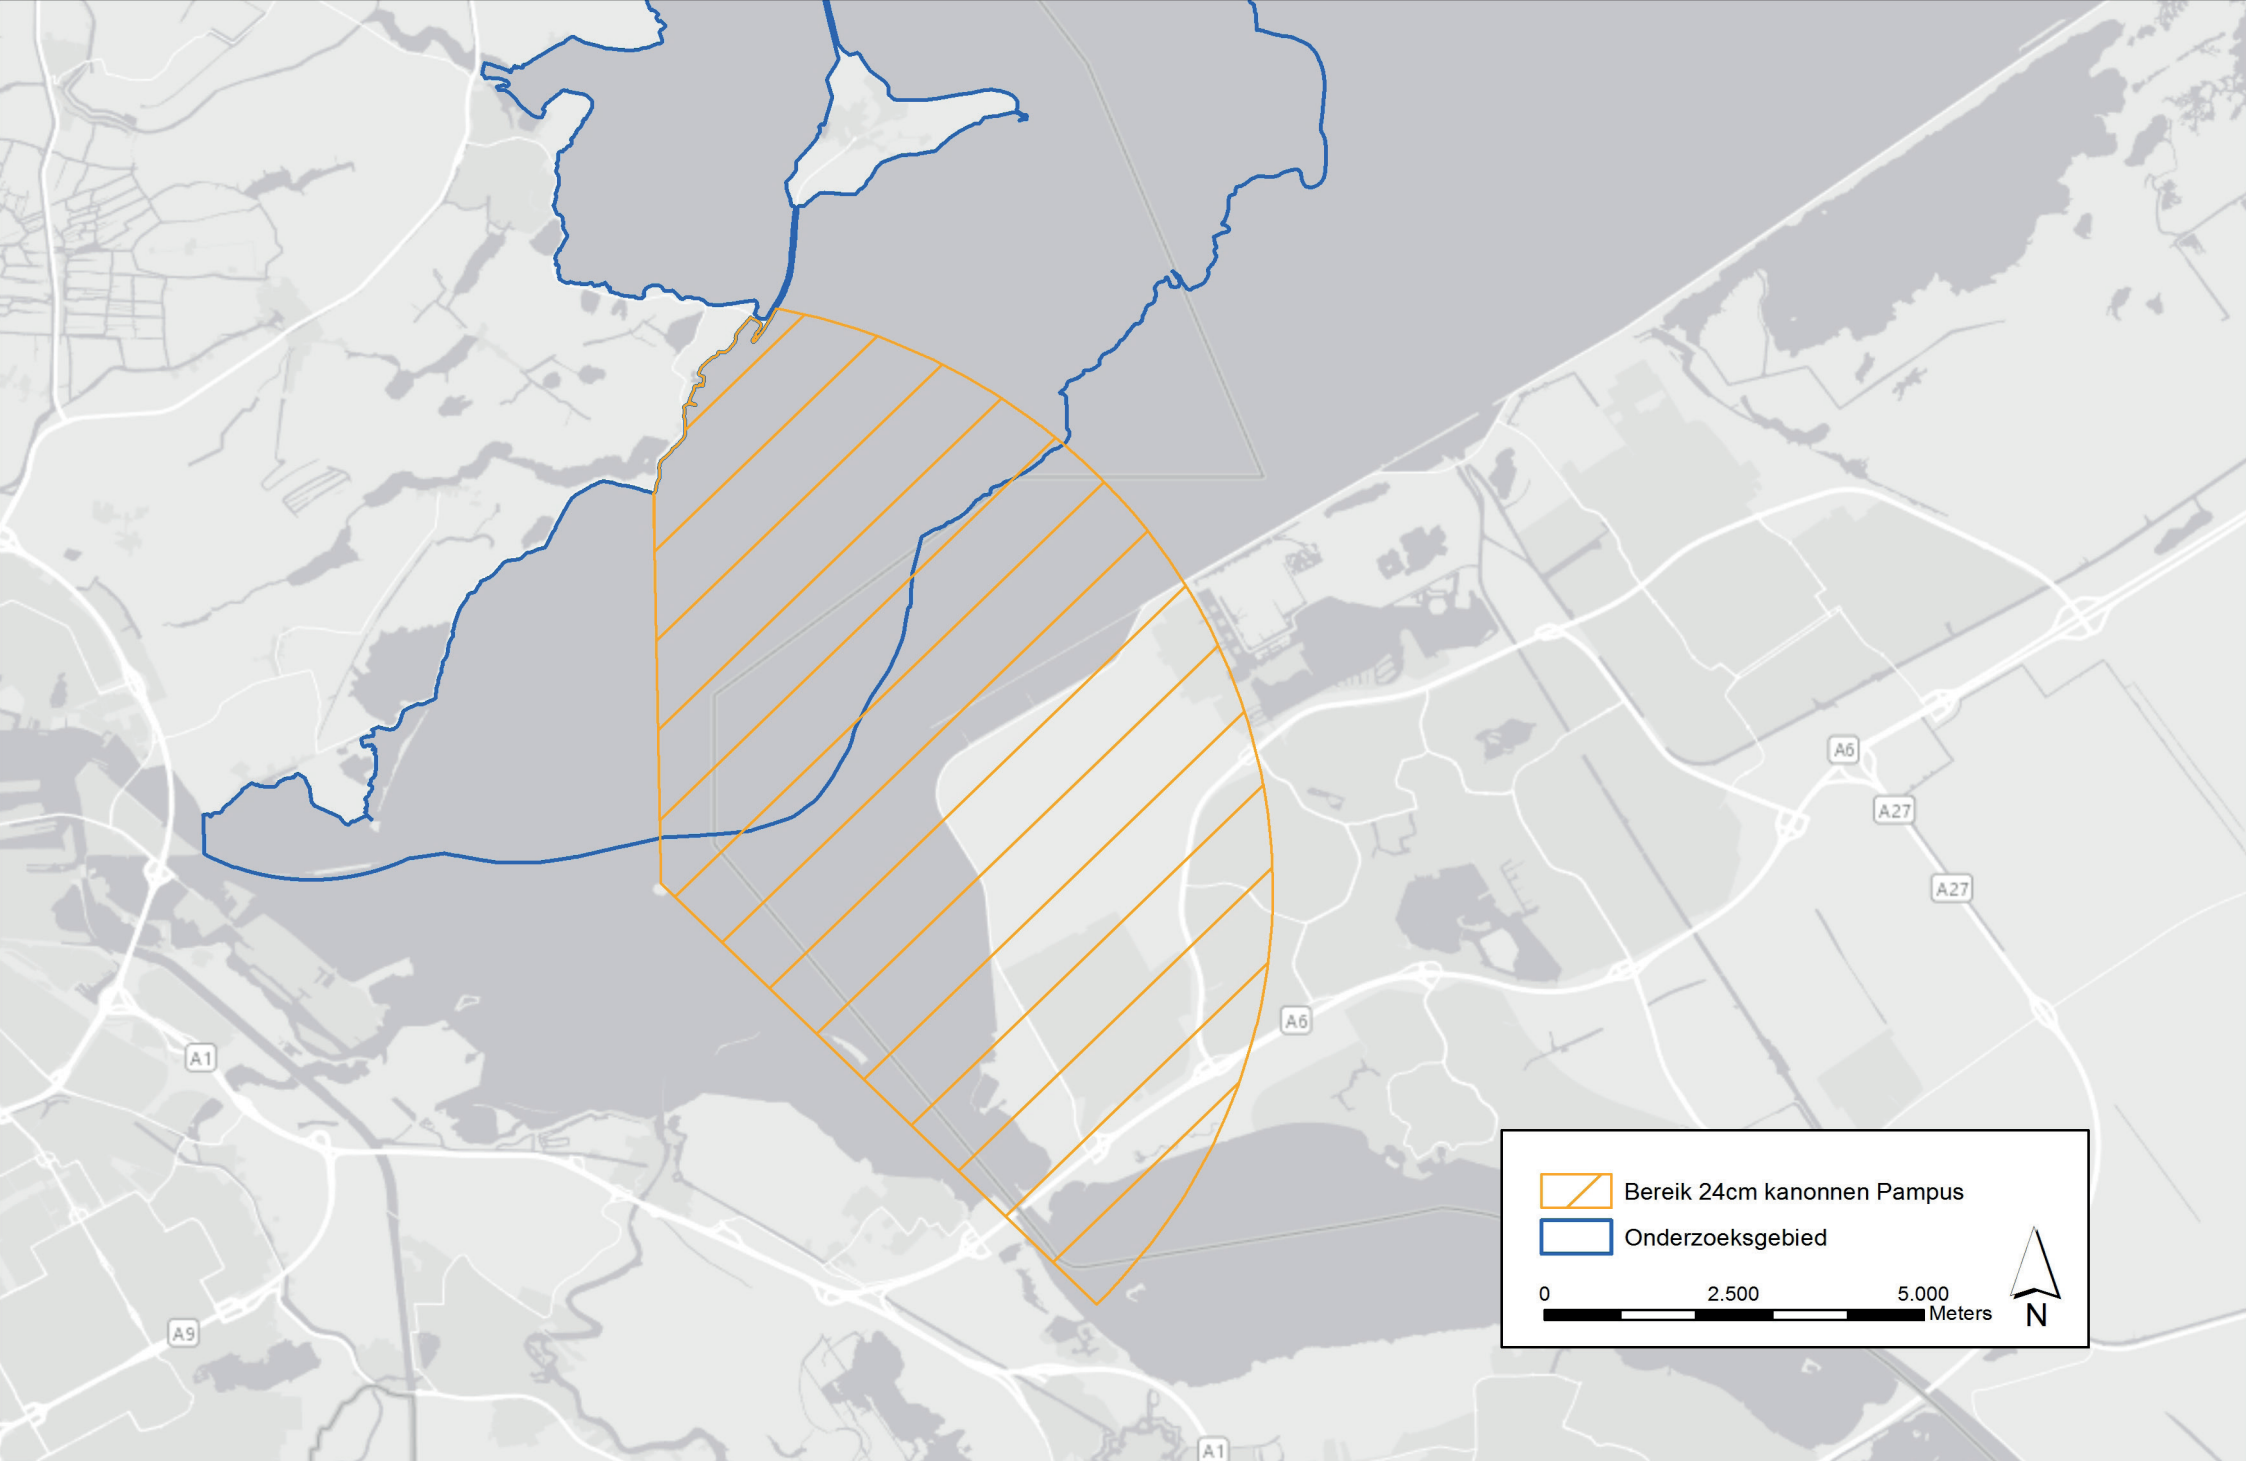 A6
A27
A27
A6
A1
Bereik 24cm kanonnen Pampus
Onderzoeksgebied
0 2.500 5.000
Meters
N
A9
A1